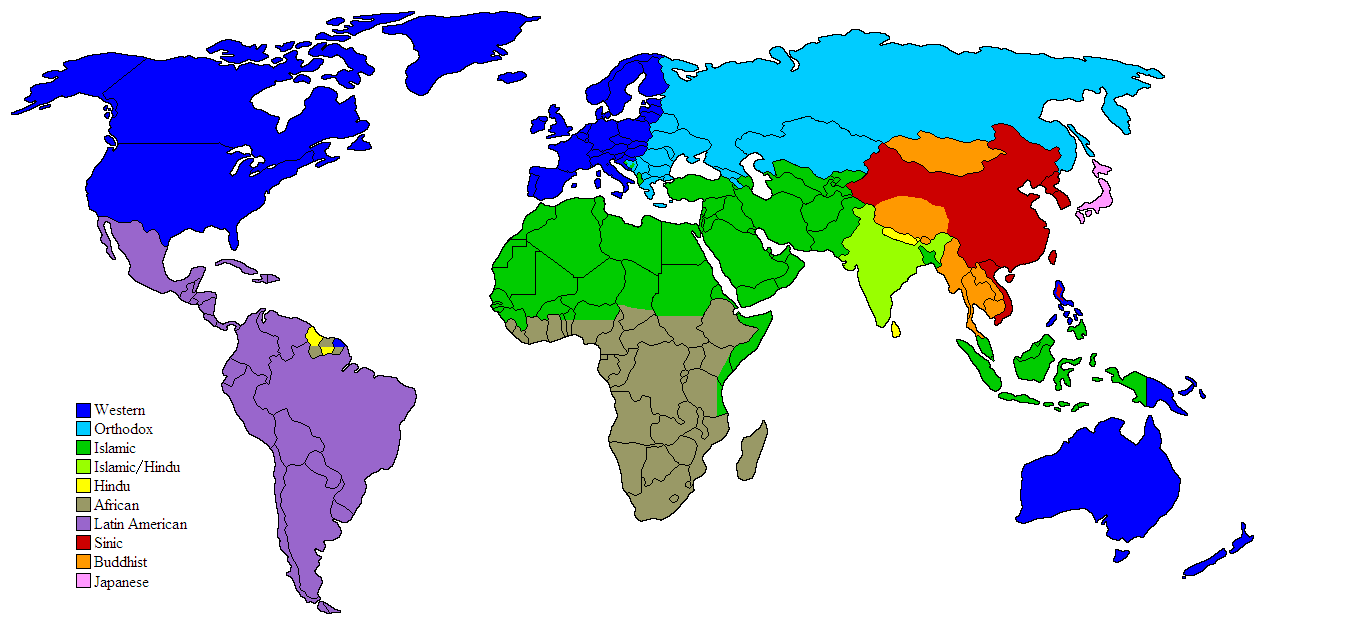 Western
Orthodox
Islamic
Islamic/Hindu
Hindu
African
Latin American
Sinic
Buddhist
Japanese